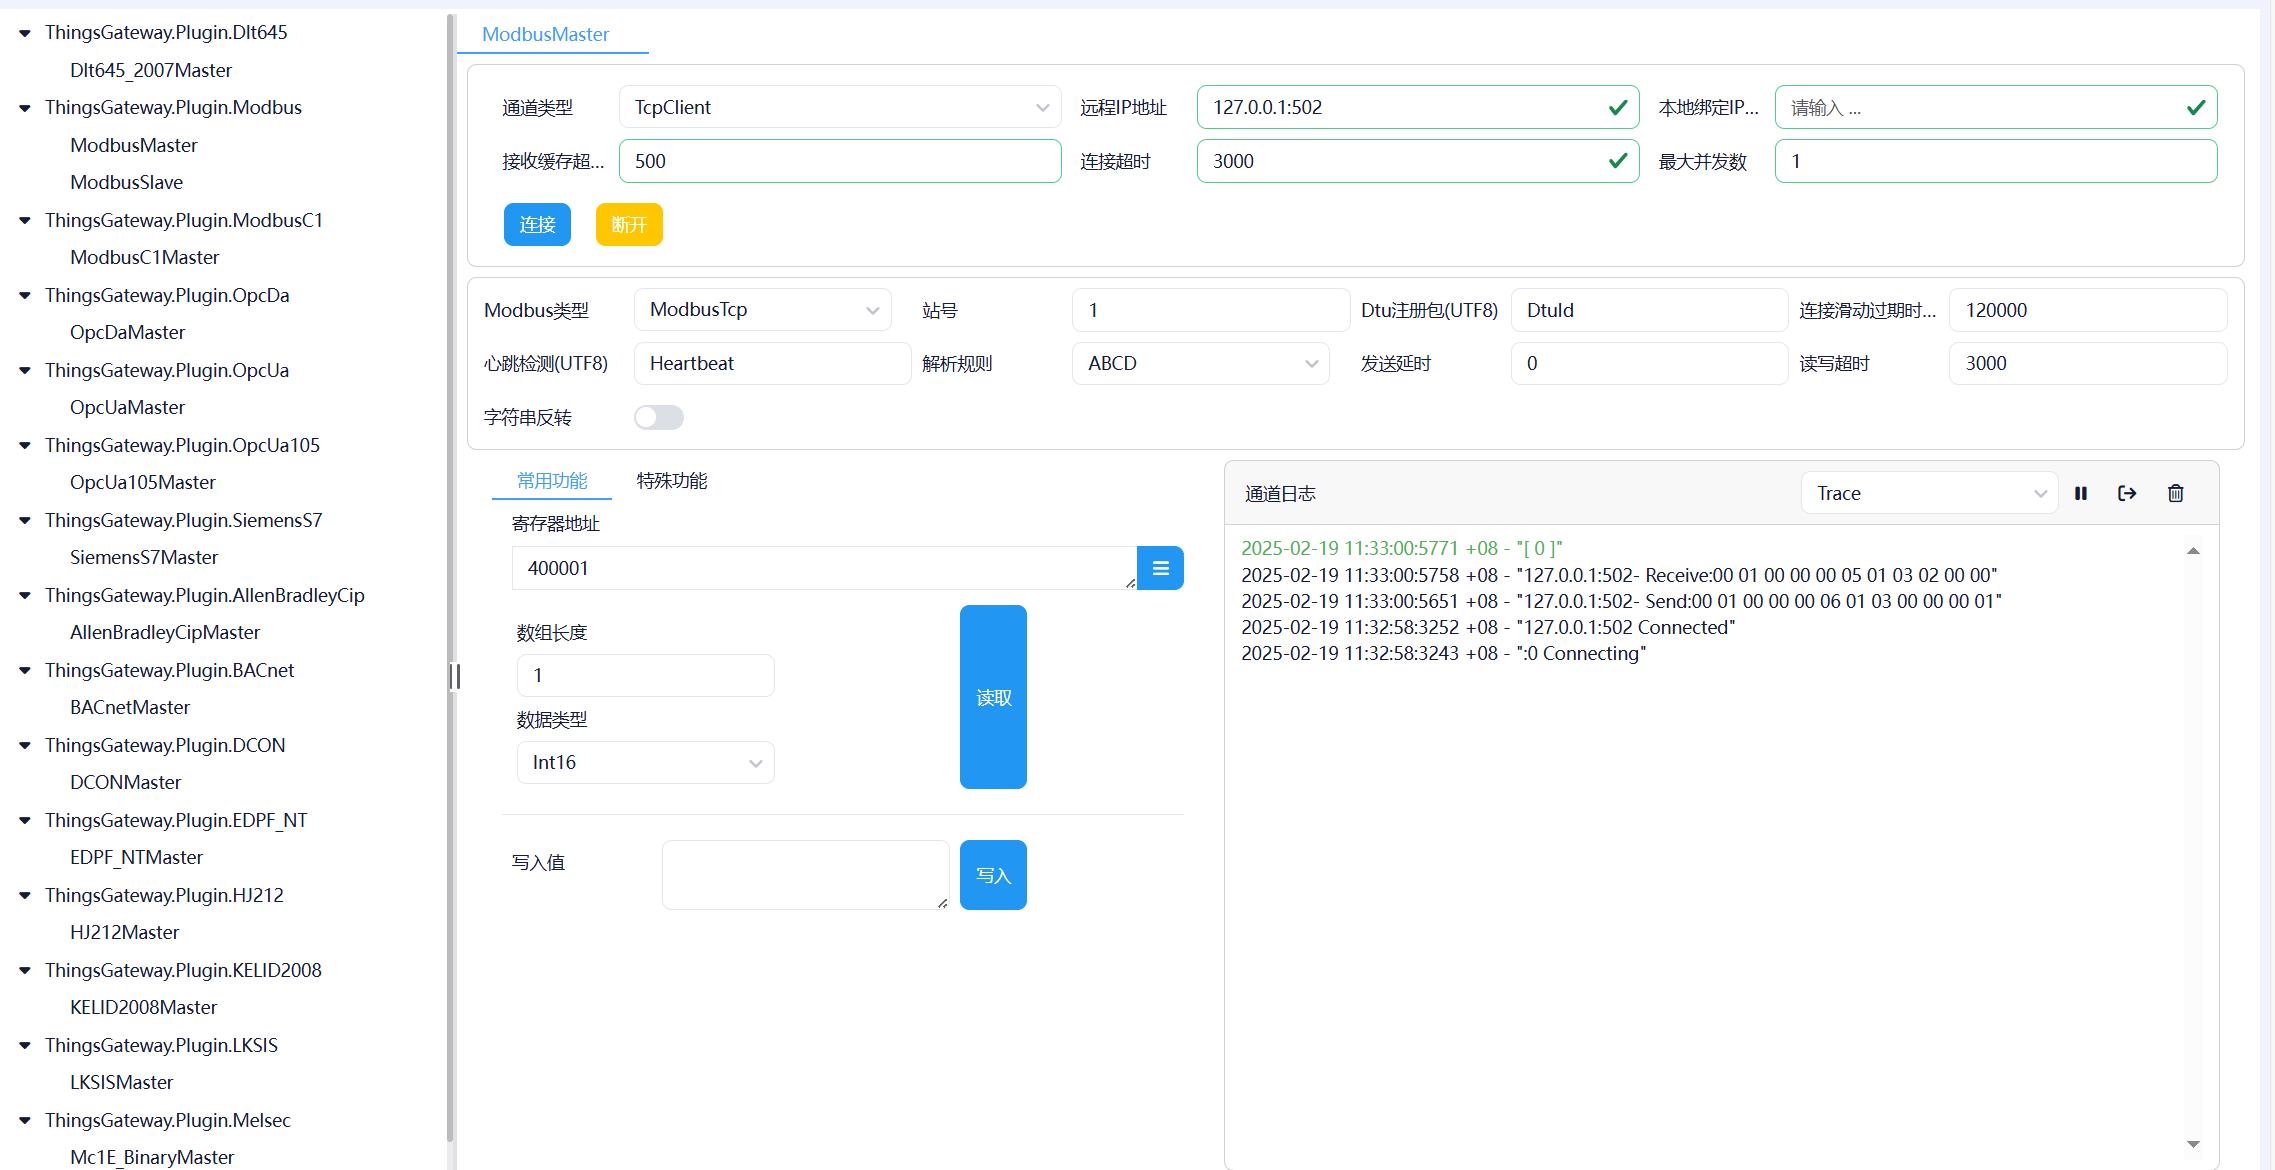 ThingsGateway.Plugin.Dlt645
Dlt645_2007Master
ThingsGateway.Plugin.Modbus
ModbusMaster
ModbusSlave
ThingsGateway.Plugin.ModbusC1
ModbusC1Master
ThingsGateway.Plugin.OpcDa
OpcDaMaster
ThingsGateway.Plugin.OpcUa
OpcUaMaster
ThingsGateway.Plugin.OpcUa105
OpcUa105Master
ThingsGateway.Plugin.SiemensS7
SiemensS7Master
ThingsGateway.Plugin.AllenBradleyCip
AllenBradleyCipMaster
ThingsGateway.Plugin.BACnet
BACnetMaster
ThingsGateway.Plugin.DCON
DCONMaster
ThingsGateway.Plugin.EDPF_NT
EDPF_NTMaster
ThingsGateway.Plugin.HJ212
HJ212Master
ThingsGateway.Plugin.KELID2008
KELID2008Master
ThingsGateway.Plugin.LKSIS
LKSISMaster
ThingsGateway.Plugin.Melsec
Mc1E_BinaryMaster
ModbusMaster
通道类型 TcpClient 远程IP地址 127.0.0.1:502 本地绑定IP... 请输入 ...
接收缓存超... 500 连接超时 3000 最大并发数 1
连接 断开
Modbus类型 ModbusTcp 站号 1 Dtu注册包(UTF8) DtuId 连接滑动过期时... 120000
心跳检测(UTF8) Heartbeat 解析规则 ABCD 发送延时 0 读写超时 3000
字符串反转
常用功能 特殊功能
寄存器地址
400001
数组长度
1
数据类型
Int16
读取
写入值 写入
通道日志 Trace
2025-02-19 11:33:00:5771 +08 - "[ 0 ]"
2025-02-19 11:33:00:5758 +08 - "127.0.0.1:502- Receive:00 01 00 00 00 05 01 03 02 00 00"
2025-02-19 11:33:00:5651 +08 - "127.0.0.1:502- Send:00 01 00 00 00 06 01 03 00 00 00 01"
2025-02-19 11:32:58:3252 +08 - "127.0.0.1:502 Connected"
2025-02-19 11:32:58:3243 +08 - ":0 Connecting"